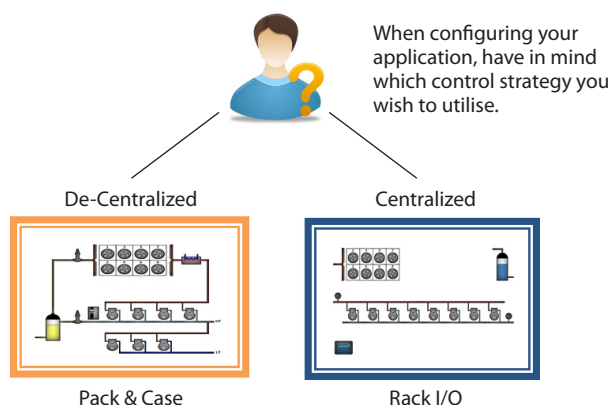 When configuring your
application, have in mind
which control strategy you
wish to utilise.
De-Centralized
Centralized
Pack & Case
Rack I/O